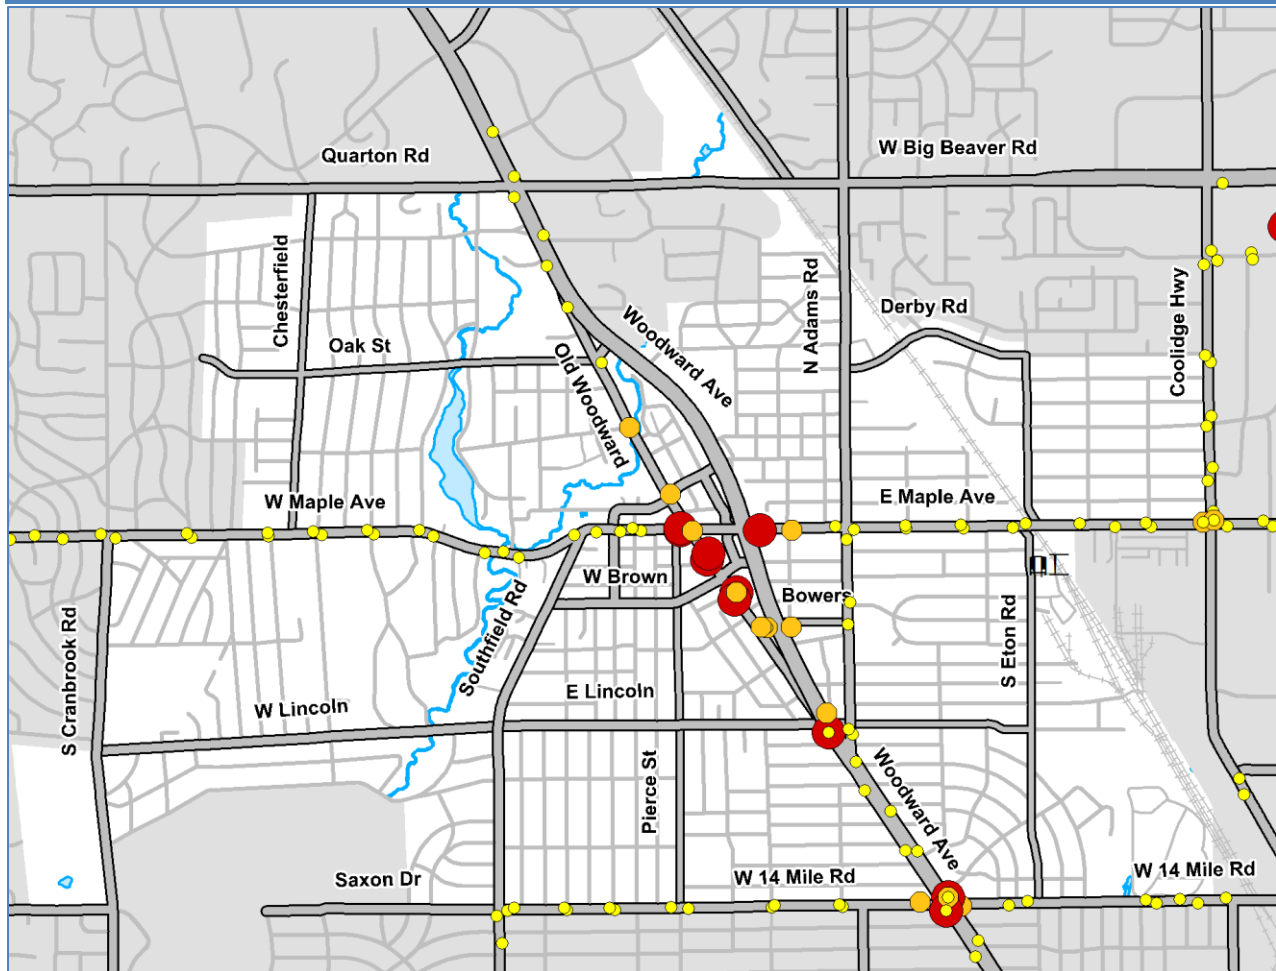 Quarton Rd
W Big Beaver Rd
Chesterfield
N Adams Rd
Coolidge Hwy
Derby Rd
Oak St
Woodward Ave
Old Woodward
W Maple Ave
E Maple Ave
W Brown
Bowers
S Cranbrook Rd
Southfield Rd
S Eton Rd
E Lincoln
W Lincoln
Pierce St
Woodward Ave
Saxon Dr
W 14 Mile Rd
W 14 Mile Rd